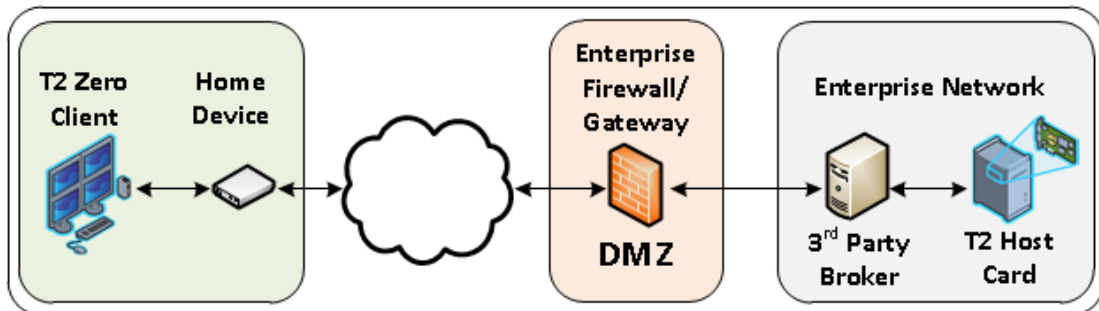 T2 Zero
Client
Home
Device
Enterprise
Firewall/
Gateway
DMZ
Enterprise Network
3rd Party
Broker
T2 Host
Card